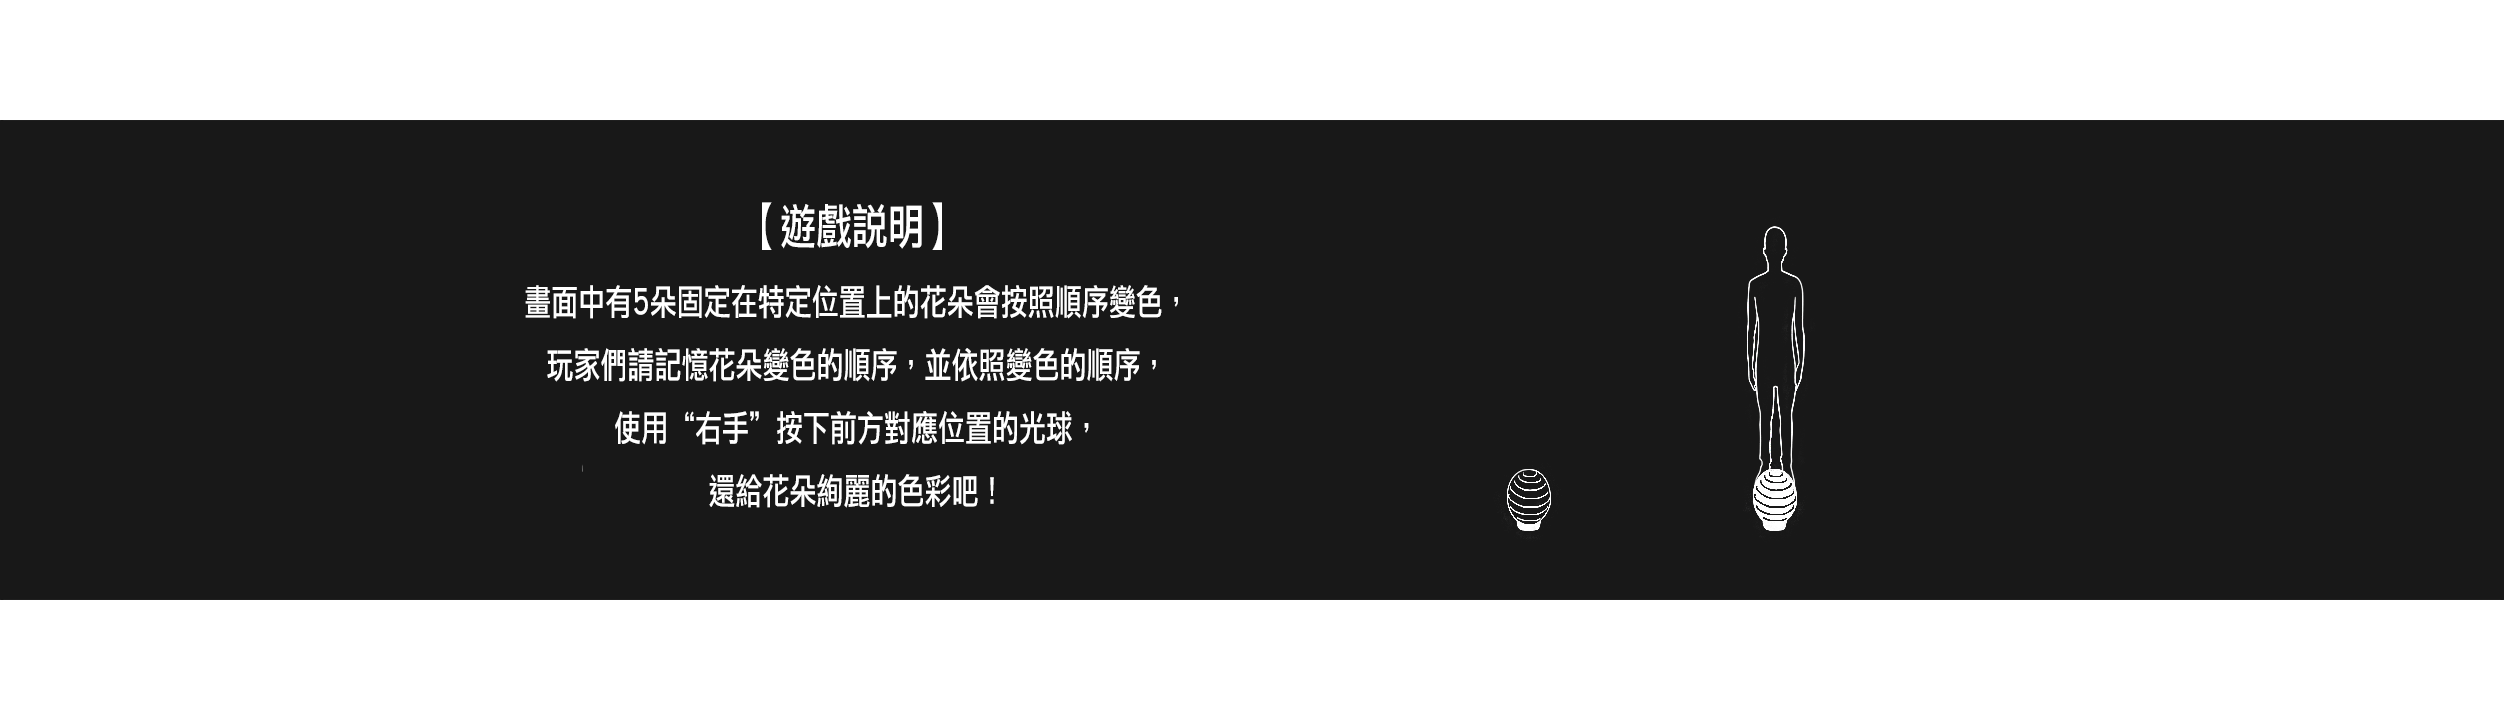 【遊戲說明】
畫面中有5朵固定在特定位置上的花朵會按照順序變色，
玩家們請記憶花朵變色的順序，並依照變色的順序，
使用“右手”按下前方對應位置的光球，
還給花朵絢麗的色彩吧！